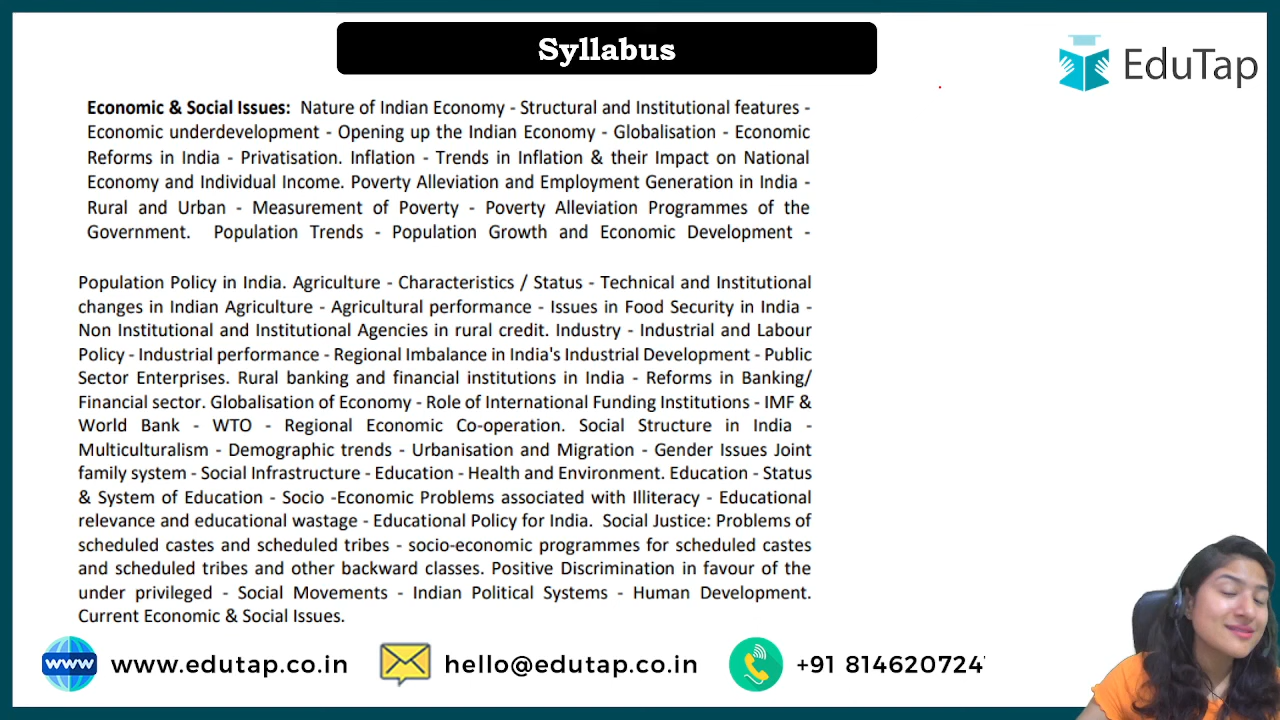 Syllabus
EduTap
Economic & Social Issues: Nature of Indian Economy - Structural and Institutional features -
Economic underdevelopment - Opening up the Indian Economy - Globalisation - Economic
Reforms in India - Privatisation. Inflation - Trends in Inflation & their Impact on National
Economy and Individual Income. Poverty Alleviation and Employment Generation in India -
Rural and Urban - Measurement of Poverty - Poverty Alleviation Programmes of the
Government. Population Trends - Population Growth and Economic Development -
Population Policy in India. Agriculture - Characteristics / Status - Technical and Institutional
changes in Indian Agriculture - Agricultural performance - Issues in Food Security in India -
Non Institutional and Institutional Agencies in rural credit. Industry - Industrial and Labour
Policy - Industrial performance - Regional Imbalance in India's Industrial Development - Public
Sector Enterprises. Rural banking and financial institutions in India - Reforms in Banking/
Financial sector. Globalisation of Economy - Role of International Funding Institutions - IMF &
World Bank - WTO - Regional Economic Co-operation. Social Structure in India -
Multiculturalism - Demographic trends - Urbanisation and Migration - Gender Issues Joint
family system - Social Infrastructure - Education - Health and Environment. Education - Status
& System of Education - Socio -Economic Problems associated with Illiteracy - Educational
relevance and educational wastage - Educational Policy for India. Social Justice: Problems of
scheduled castes and scheduled tribes - socio-economic programmes for scheduled castes
and scheduled tribes and other backward classes. Positive Discrimination in favour of the
under privileged - Social Movements - Indian Political Systems - Human Development.
Current Economic & Social Issues.
www www.edutap.co.in hello@edutap.co.in +91 814620724